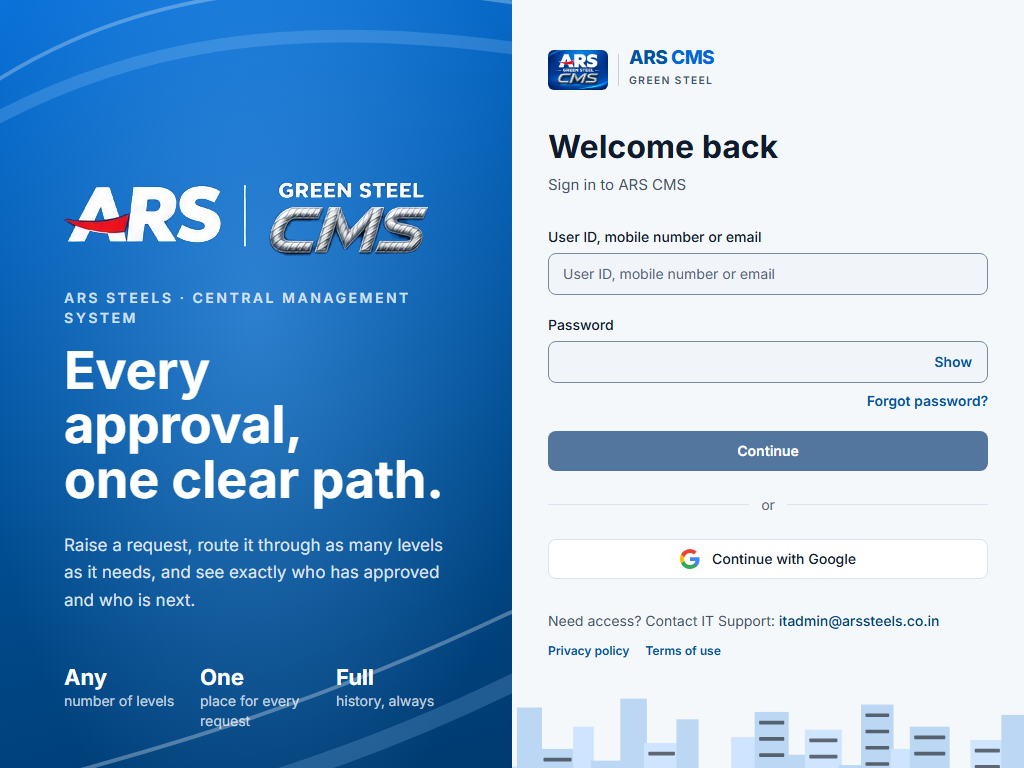 ARS
GREEN STEEL
CMS
ARS STEELS · CENTRAL MANAGEMENT
SYSTEM
Every
approval,
one clear path.
Raise a request, route it through as many levels
as it needs, and see exactly who has approved
and who is next.
Any
number of levels
One
place for every
request
Full
history, always
ARS
GREEN STEEL
CMS
ARS CMS
GREEN STEEL
Welcome back
Sign in to ARS CMS
User ID, mobile number or email
User ID, mobile number or email
Password
Show
Forgot password?
Continue
or
Continue with Google
Need access? Contact IT Support: itadmin@arssteels.co.in
Privacy policy Terms of use